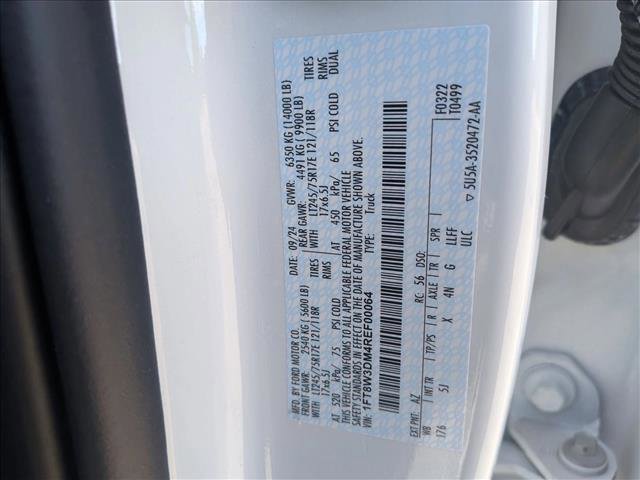 MFD. BY FORD MOTOR CO.
DATE: 09/24 GVWR: 6350 KG (14000 LB)
FRONT GAWR: 2540 KG (5600 LB) REAR GAWR: 4491 KG (9900 LB)
WITH LT245/75R17E 121/118R TIRES WITH LT245/75R17E 121/118R TIRES
17x6.5J RIMS 17x6.5J RIMS
AT 520 kPa/ 75 PSI COLD AT 450 kPa/ 65 PSI COLD DUAL
THIS VEHICLE CONFORMS TO ALL APPLICABLE FEDERAL MOTOR VEHICLE
SAFETY STANDARDS IN EFFECT ON THE DATE OF MANUFACTURE SHOWN ABOVE.
VIN: 1FT8W3DM4REF00064 TYPE: Truck
EXT PNT: AZ RC: 56 DSO: F0322
WB INT TR TP/PS R AXLE TR SPR T0499
176 5J X 4N G LLFF
ULC
▽ 5U5A-3520472-AA